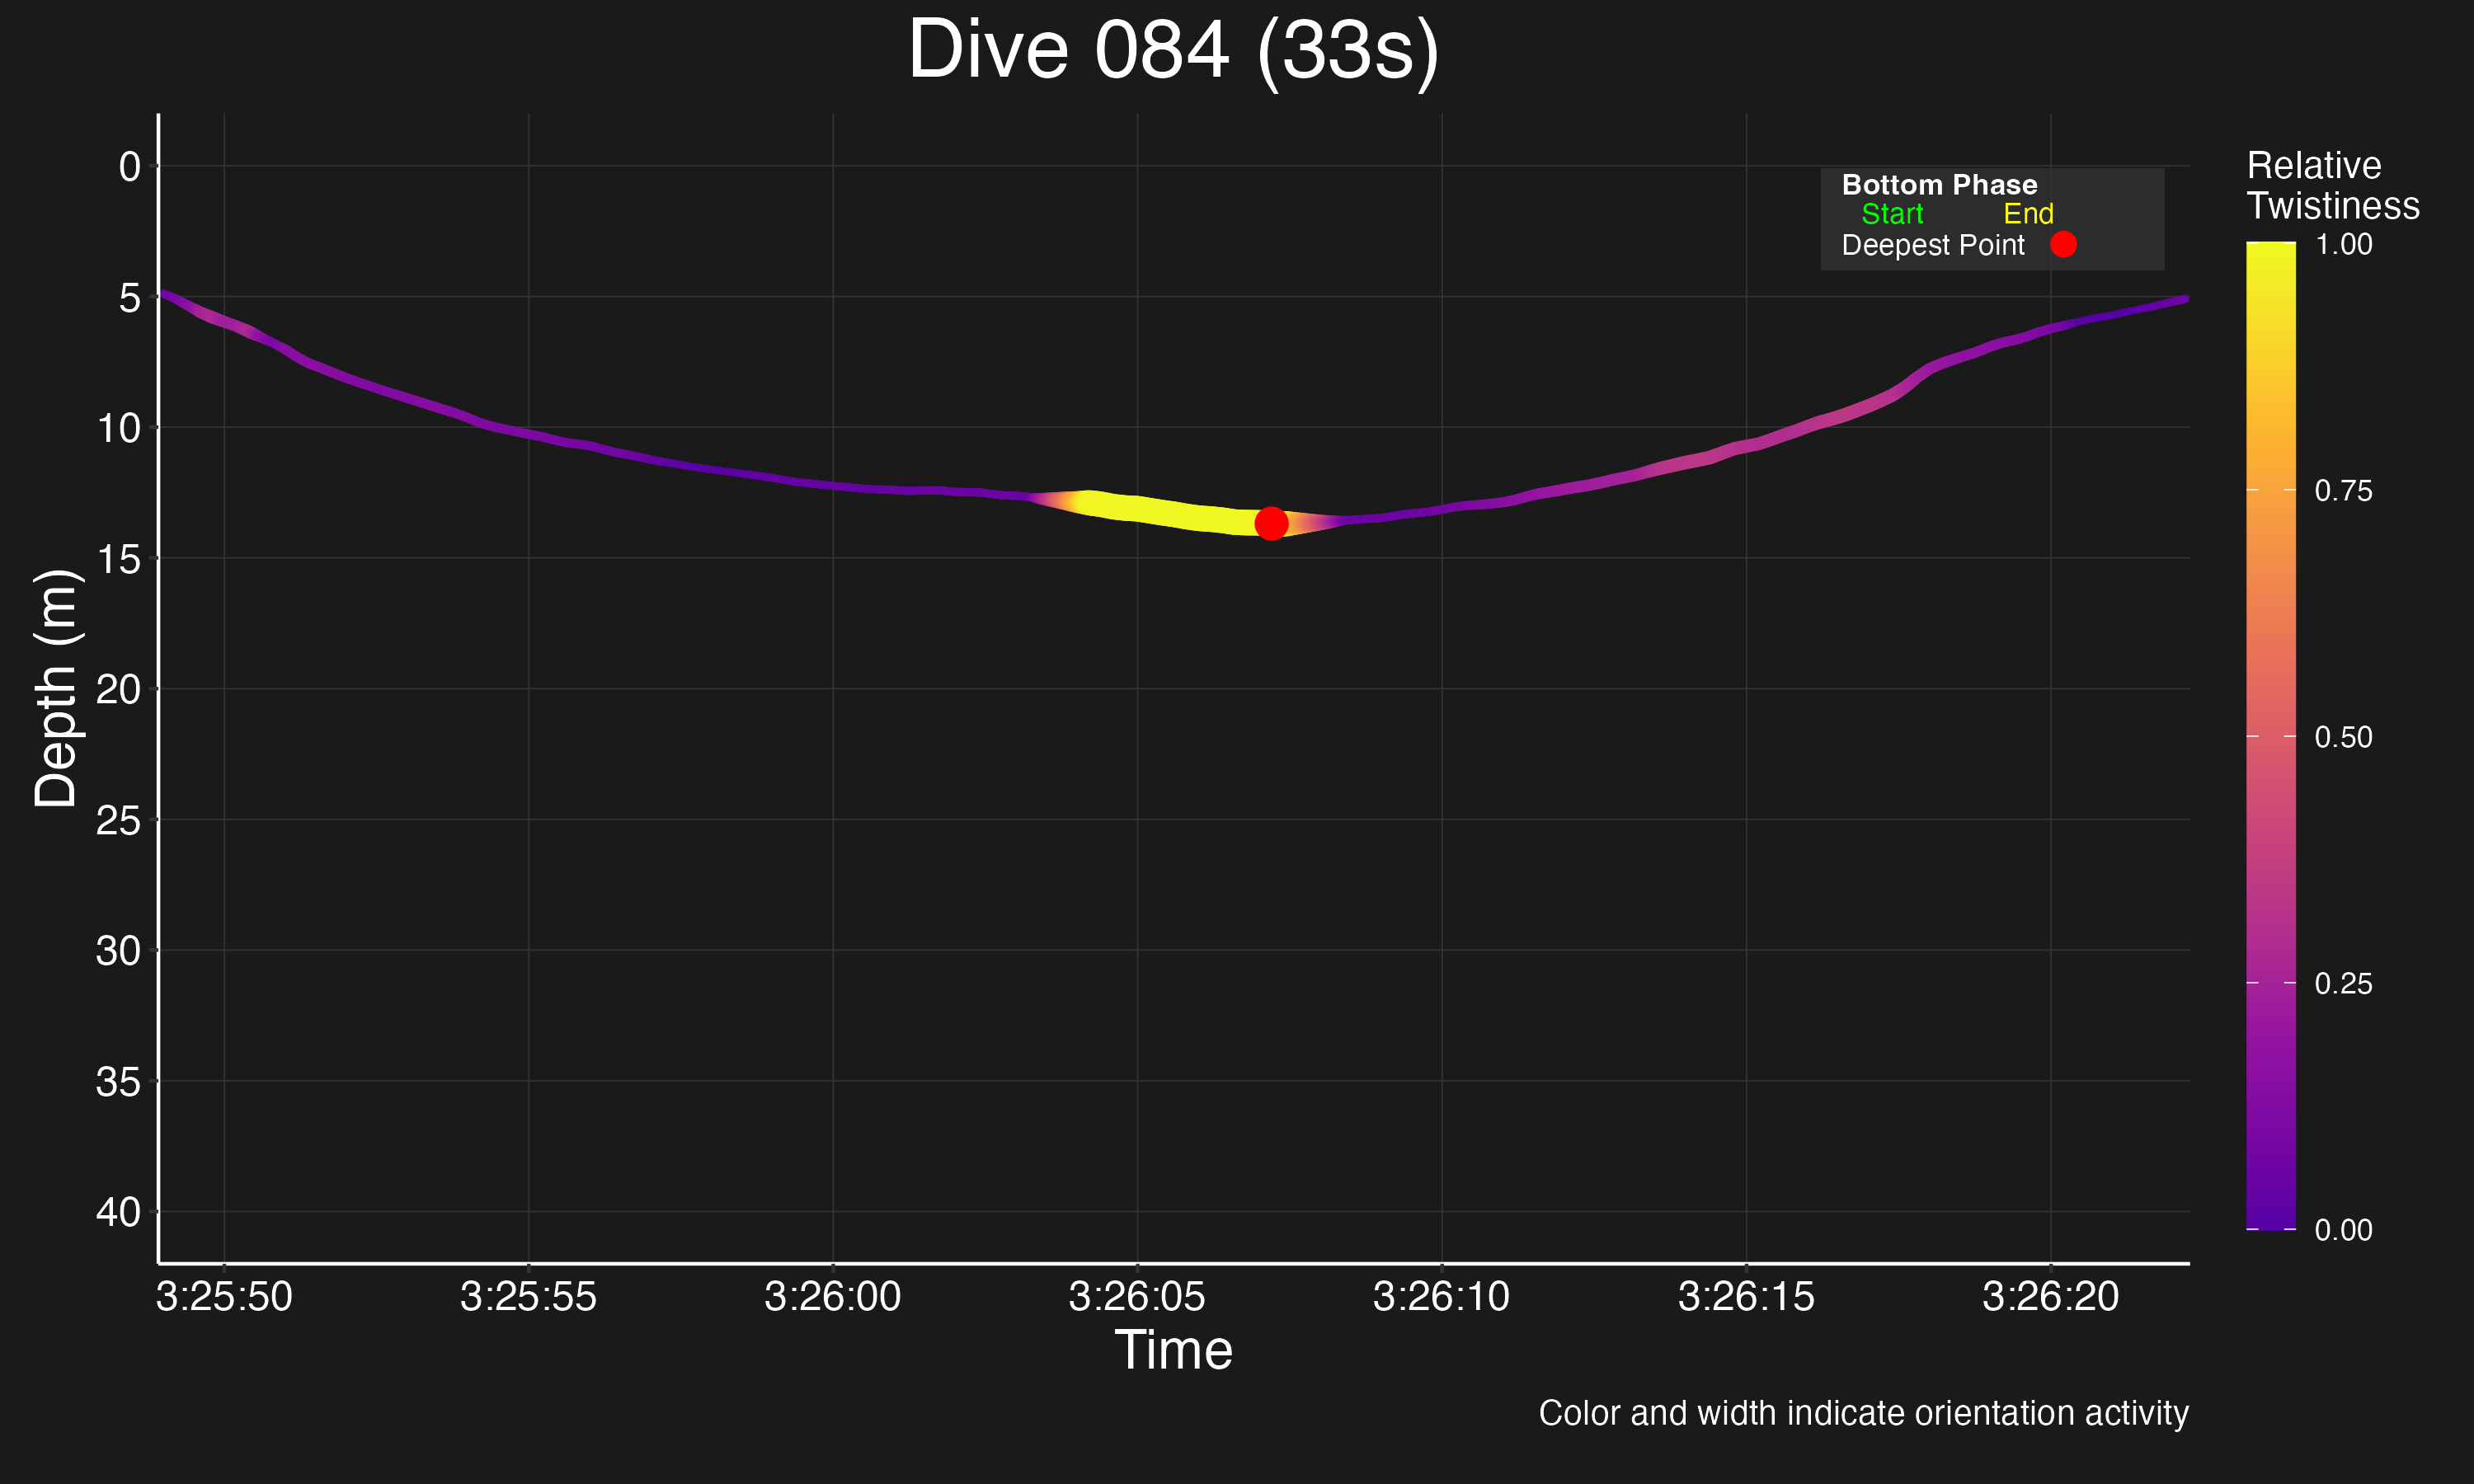 Dive 084 (33s)
Depth (m)
0
5
10
15
20
25
30
35
40
Bottom Phase
Start End
Deepest Point
Relative
Twistiness
1.00
0.75
0.50
0.25
0.00
3:25:50 3:25:55 3:26:00 3:26:05 3:26:10 3:26:15 3:26:20
Time
Color and width indicate orientation activity